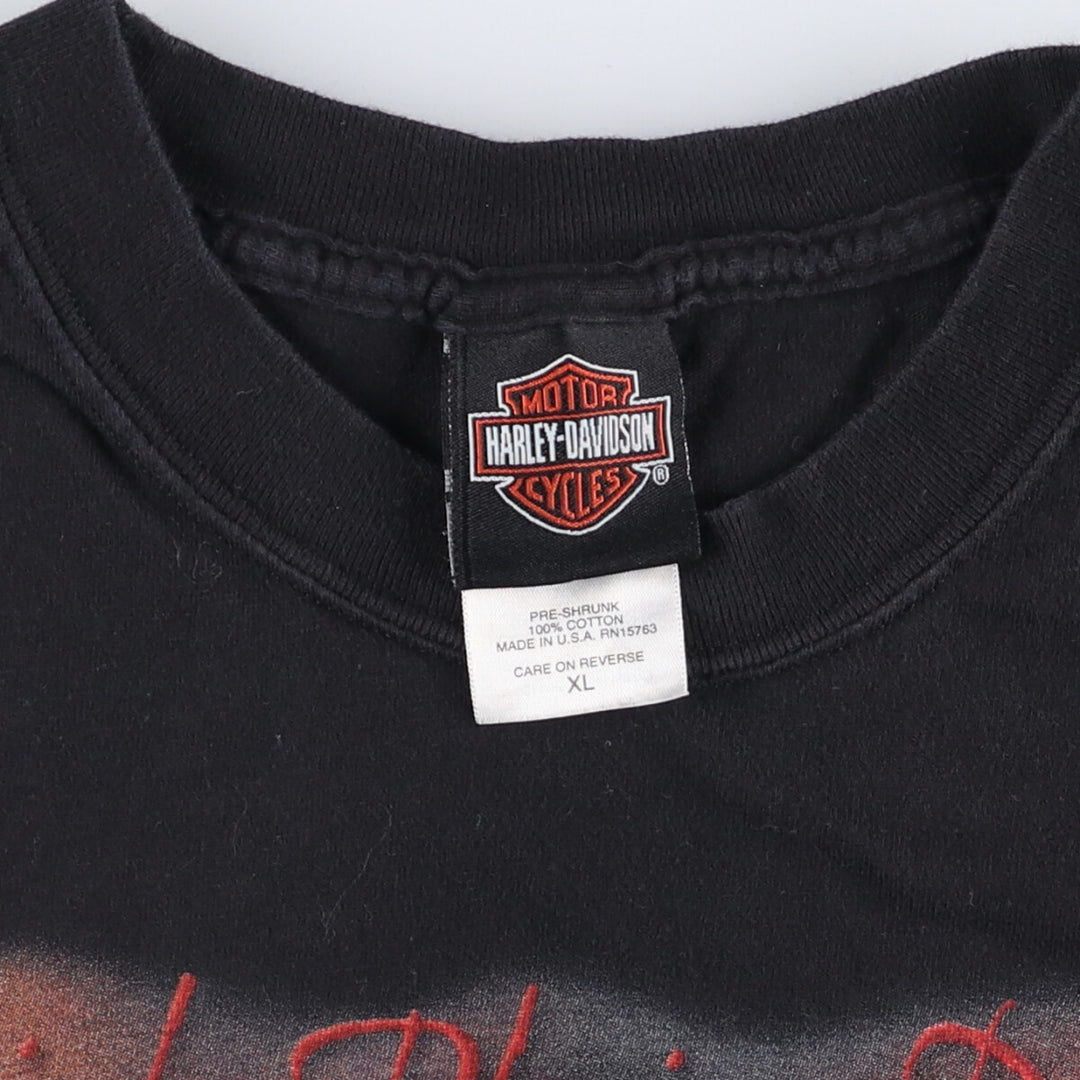 MOTOR
HARLEY-DAVIDSON
CYCLES
®
PRE-SHRUNK
100% COTTON
MADE IN U.S.A. RN15763
CARE ON REVERSE
XL